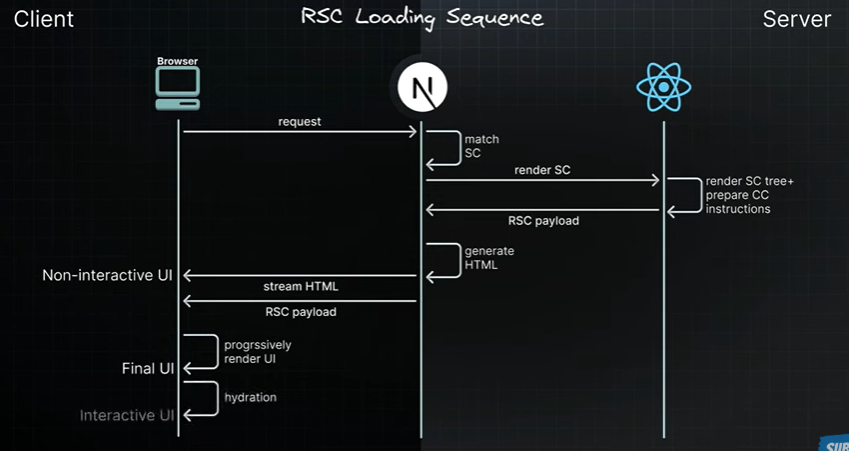 Client
RSC Loading Sequence
Server
Browser
N
request
match
SC
render SC
render SC tree+
prepare CC
instructions
RSC payload
generate
HTML
Non-interactive UI
stream HTML
RSC payload
progrssively
render UI
Final UI
hydration
Interactive UI